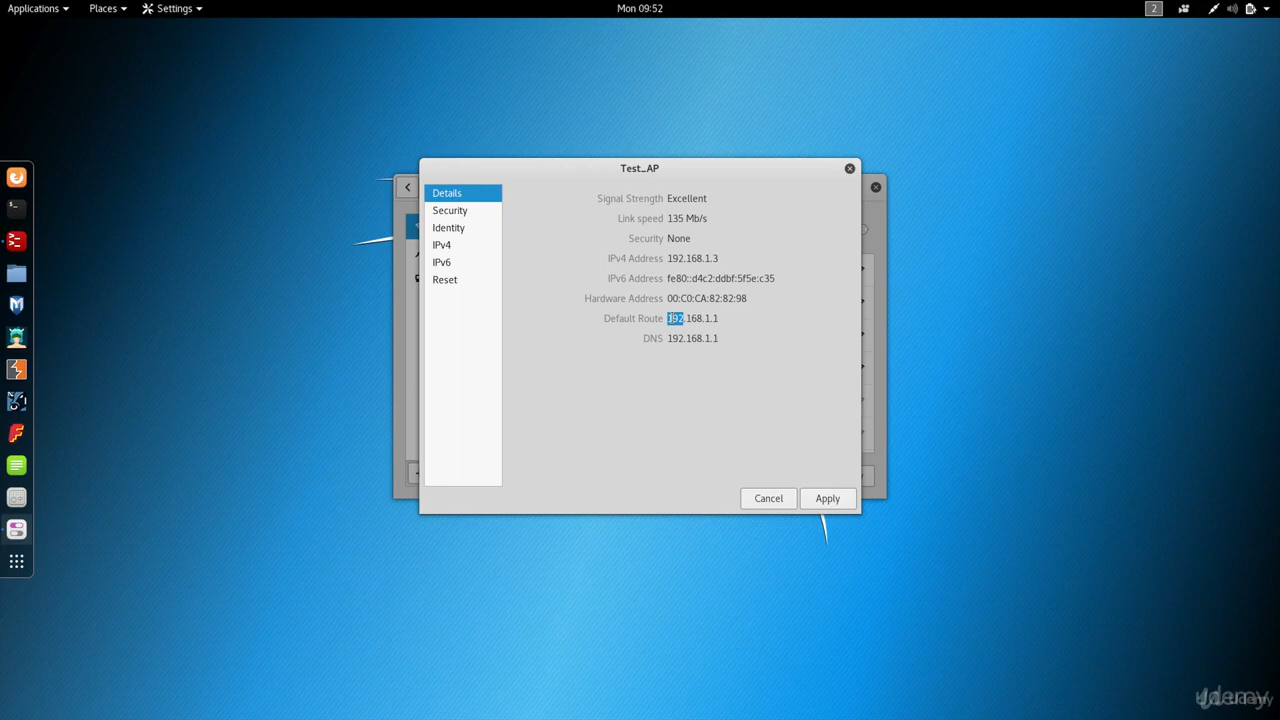 Applications Places Settings Mon 09:52 2
Test_AP
Details
Security
Identity
IPv4
IPv6
Reset
Signal Strength Excellent
Link speed 135 Mb/s
Security None
IPv4 Address 192.168.1.3
IPv6 Address fe80::d4c2:ddbf:5f5e:c35
Hardware Address 00:C0:CA:82:82:98
Default Route 192.168.1.1
DNS 192.168.1.1
Cancel Apply
udemy